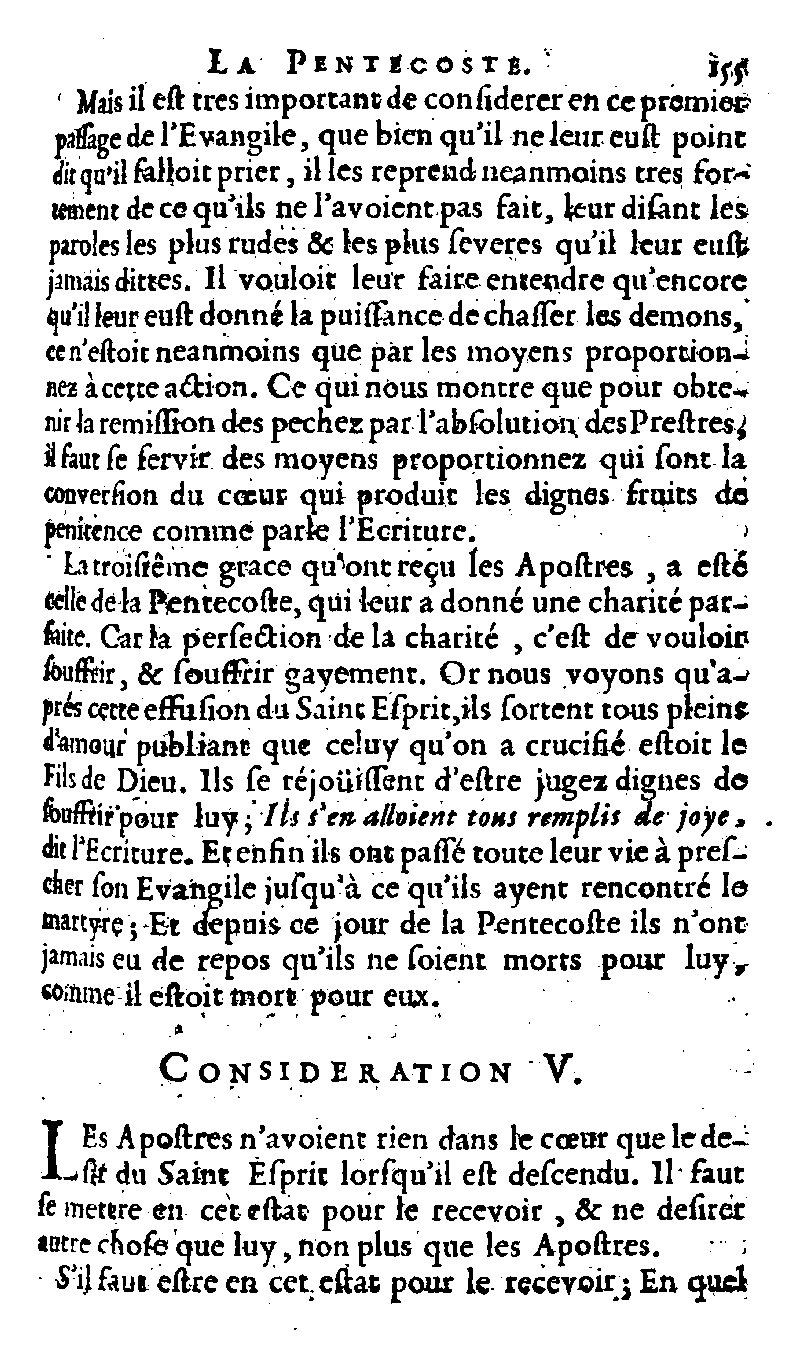 LA PENTECOSTE. 155
Mais il eſt tres important de conſiderer en ce premier
paſſage de l'Evangile, que bien qu'il ne leur euſt point
dit qu'il falloit prier, il les reprend neanmoins tres for-
tement de ce qu'ils ne l'avoient pas fait, leur diſant les
paroles les plus rudes & les plus ſeveres qu'il leur euſt
jamais dittes. Il vouloit leur faire entendre qu'encore
qu'il leur euſt donné la puiſſance de chaſſer les demons,
ce n'eſtoit neanmoins que par les moyens proportion-
nez à cette action. Ce qui nous montre que pour obte-
nir la remiſſion des pechez par l'abſolution des Preſtres,
il faut ſe ſervir des moyens proportionnez qui ſont la
converſion du cœur qui produit les dignes fruits de
penitence comme parle l'Ecriture.
La troiſiême grace qu'ont reçu les Apoſtres, a eſté
celle de la Pentecoſte, qui leur a donné une charité par-
faite. Car la perfection de la charité, c'eſt de vouloir
ſouffrir, & ſouffrir gayement. Or nous voyons qu'a-
prés cette effuſion du Saint Eſprit, ils ſortent tous pleins
d'amour publiant que celuy qu'on a crucifié eſtoit le
Fils de Dieu. Ils ſe réjoüiſſent d'eſtre jugez dignes de
ſouffrir pour luy; Ils s'en alloient tous remplis de joye,
dit l'Ecriture. Et enfin ils ont paſſé toute leur vie à preſ-
cher ſon Evangile juſqu'à ce qu'ils ayent rencontré le
martyre; Et depuis ce jour de la Pentecoſte ils n'ont
jamais eu de repos qu'ils ne ſoient morts pour luy,
comme il eſtoit mort pour eux.
CONSIDERATION V.
LEs Apoſtres n'avoient rien dans le cœur que le de-
ſir du Saint Eſprit lorſqu'il eſt deſcendu. Il faut
ſe mettre en cet eſtat pour le recevoir, & ne deſirer
autre choſe que luy, non plus que les Apoſtres.
S'il faut eſtre en cet eſtat pour le recevoir; En quel